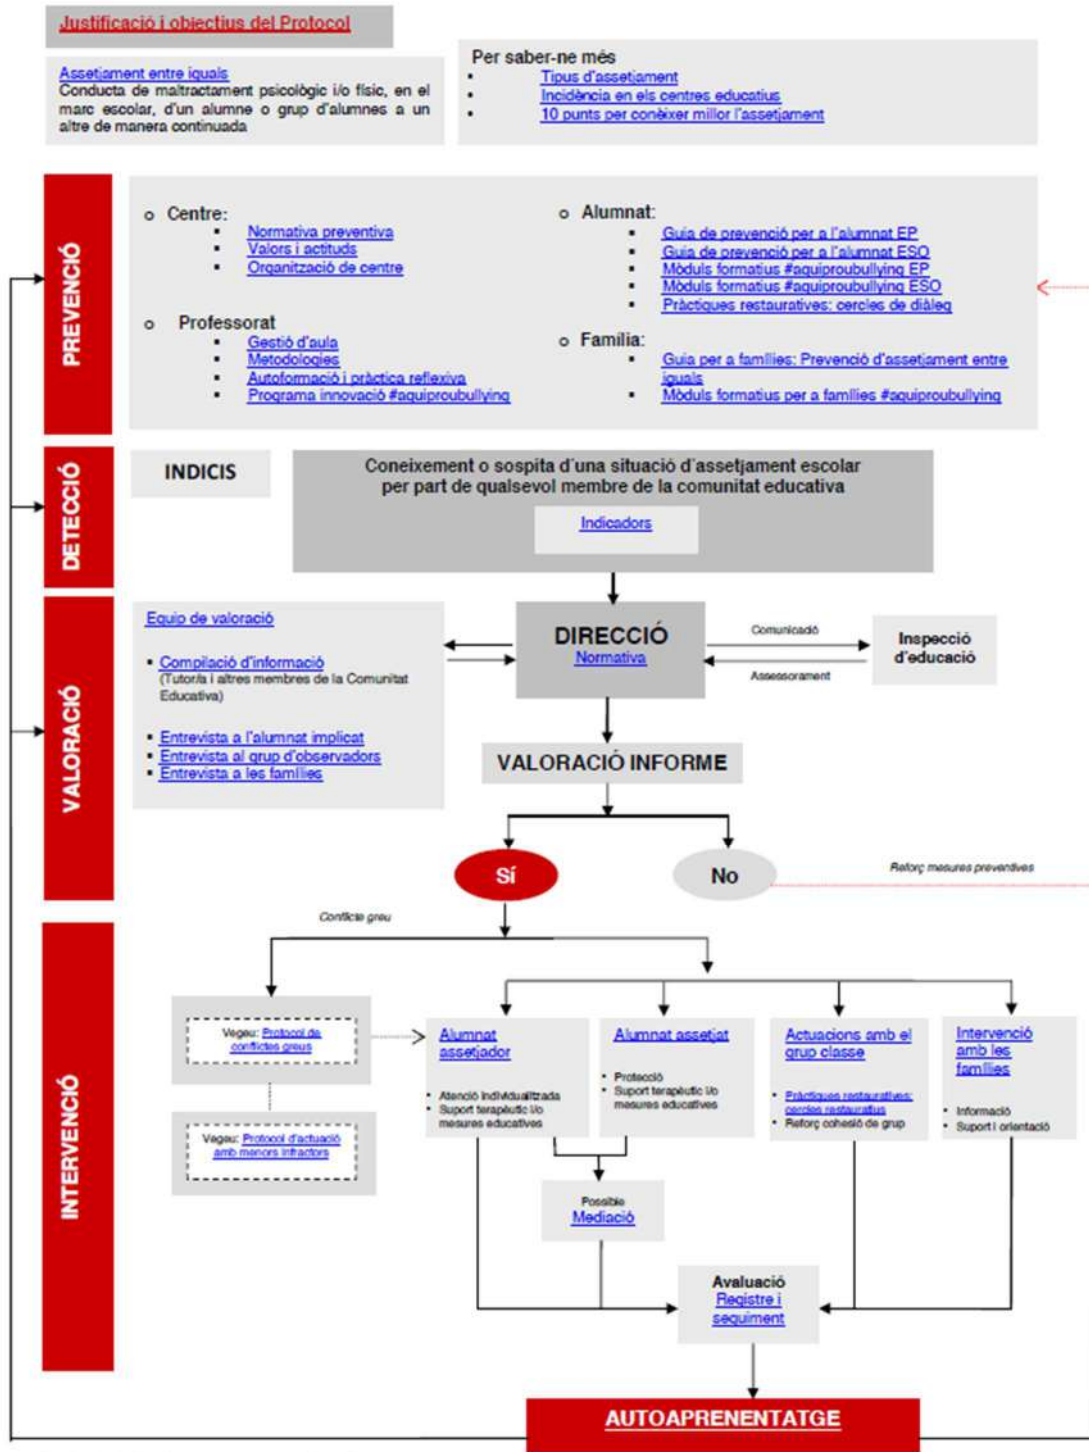 Justificació i objectius del Protocol
Assetjament entre iguals
Conducta de maltractament psicològic i/o físic, en el
marc escolar, d'un alumne o grup d'alumnes a un
altre de manera continuada
Per saber-ne més
Tipus d'assetjament
Incidència en els centres educatius
10 punts per conèixer millor l'assetjament
PREVENCIÓ
Centre:
Normativa preventiva
Valors i actituds
Organització de centre
Professorat
Gestió d'aula
Metodologies
Autoformació i pràctica reflexiva
Programa innovació #aquiproubullying
Alumnat:
Guia de prevenció per a l'alumnat EP
Guia de prevenció per a l'alumnat ESO
Mòduls formatius #aquiproubullying EP
Mòduls formatius #aquiproubullying ESO
Pràctiques restauratives: cercles de diàleg
Família:
Guia per a famílies: Prevenció d'assetjament entre
iguals
Mòduls formatius per a famílies #aquiproubullying
DETECCIÓ
INDICIS
Coneixement o sospita d´una situació d´assetjament escolar
per part de qualsevol membre de la comunitat educativa
Indicadors
VALORACIÓ
Equip de valoració
Compilació d'informació
(Tutor/a i altres membres de la Comunitat
Educativa)
Entrevista a l'alumnat implicat
Entrevista al grup d'observadors
Entrevista a les famílies
DIRECCIÓ
Normativa
Comunicació
Assessorament
Inspecció
d'educació
VALORACIÓ INFORME
Sí
No
Reforç mesures preventives
INTERVENCIÓ
Conflicte greu
Vegeu: Protocol de
conflictes greus
Vegeu: Protocol d'actuació
amb menors infractors
Alumnat
assetjador
Atenció individualitzada
Suport terapèutic i/o
mesures educatives
Alumnat assetjat
Protecció
Suport terapèutic i/o
mesures educatives
Actuacions amb el
grup classe
Pràctiques restauratives:
cercles restauratius
Reforç cohesió de grup
Intervenció
amb les
famílies
Informació
Suport i orientació
Possible
Mediació
Avaluació
Registre i
seguiment
AUTOAPRENENTATGE